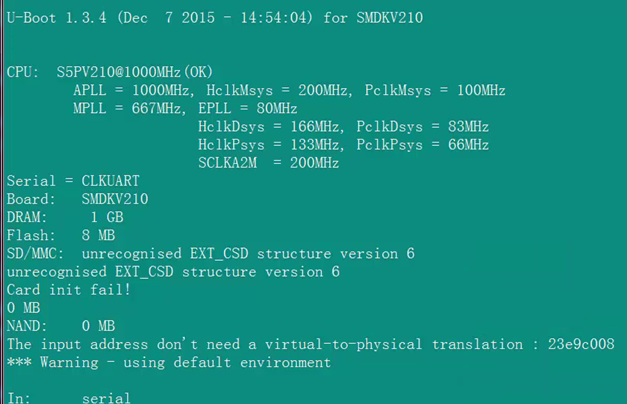 U-Boot 1.3.4 (Dec  7 2015 - 14:54:04) for SMDKV210
CPU:  S5PV210@1000MHz(OK)
APLL = 1000MHz, HclkMsys = 200MHz, PclkMsys = 100MHz
MPLL = 667MHz, EPLL = 80MHz
HclkDsys = 166MHz, PclkDsys = 83MHz
HclkPsys = 133MHz, PclkPsys = 66MHz
SCLKA2M  = 200MHz
Serial = CLKUART
Board:   SMDKV210
DRAM:    1 GB
Flash:   8 MB
SD/MMC:  unrecognised EXT_CSD structure version 6
unrecognised EXT_CSD structure version 6
Card init fail!
0 MB
NAND:    0 MB
The input address don't need a virtual-to-physical translation : 23e9c008
*** Warning - using default environment
In:      serial